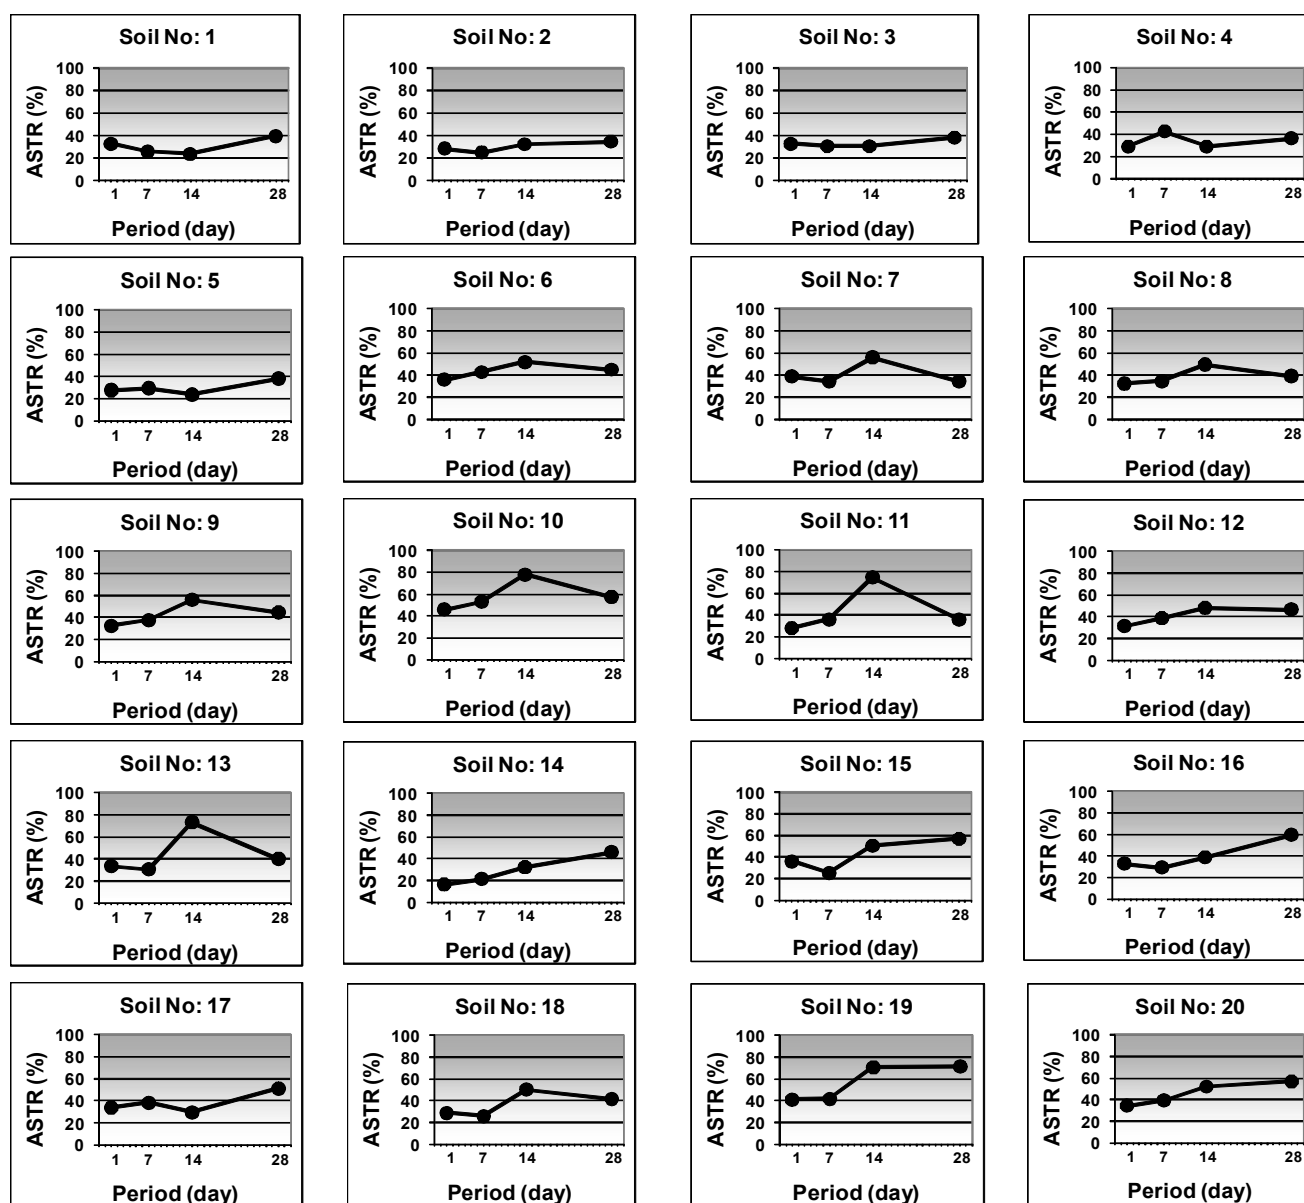 Soil No: 1
ASTR (%)
100
80
60
40
20
0
1 7 14 28
Period (day)
Soil No: 2
ASTR (%)
100
80
60
40
20
0
1 7 14 28
Period (day)
Soil No: 3
ASTR (%)
100
80
60
40
20
0
1 7 14 28
Period (day)
Soil No: 4
ASTR (%)
100
80
60
40
20
0
1 7 14 28
Period (day)
Soil No: 5
ASTR (%)
100
80
60
40
20
0
1 7 14 28
Period (day)
Soil No: 6
ASTR (%)
100
80
60
40
20
0
1 7 14 28
Period (day)
Soil No: 7
ASTR (%)
100
80
60
40
20
0
1 7 14 28
Period (day)
Soil No: 8
ASTR (%)
100
80
60
40
20
0
1 7 14 28
Period (day)
Soil No: 9
ASTR (%)
100
80
60
40
20
0
1 7 14 28
Period (day)
Soil No: 10
ASTR (%)
100
80
60
40
20
0
1 7 14 28
Period (day)
Soil No: 11
ASTR (%)
100
80
60
40
20
0
1 7 14 28
Period (day)
Soil No: 12
ASTR (%)
100
80
60
40
20
0
1 7 14 28
Period (day)
Soil No: 13
ASTR (%)
100
80
60
40
20
0
1 7 14 28
Period (day)
Soil No: 14
ASTR (%)
100
80
60
40
20
0
1 7 14 28
Period (day)
Soil No: 15
ASTR (%)
100
80
60
40
20
0
1 7 14 28
Period (day)
Soil No: 16
ASTR (%)
100
80
60
40
20
0
1 7 14 28
Period (day)
Soil No: 17
ASTR (%)
100
80
60
40
20
0
1 7 14 28
Period (day)
Soil No: 18
ASTR (%)
100
80
60
40
20
0
1 7 14 28
Period (day)
Soil No: 19
ASTR (%)
100
80
60
40
20
0
1 7 14 28
Period (day)
Soil No: 20
ASTR (%)
100
80
60
40
20
0
1 7 14 28
Period (day)